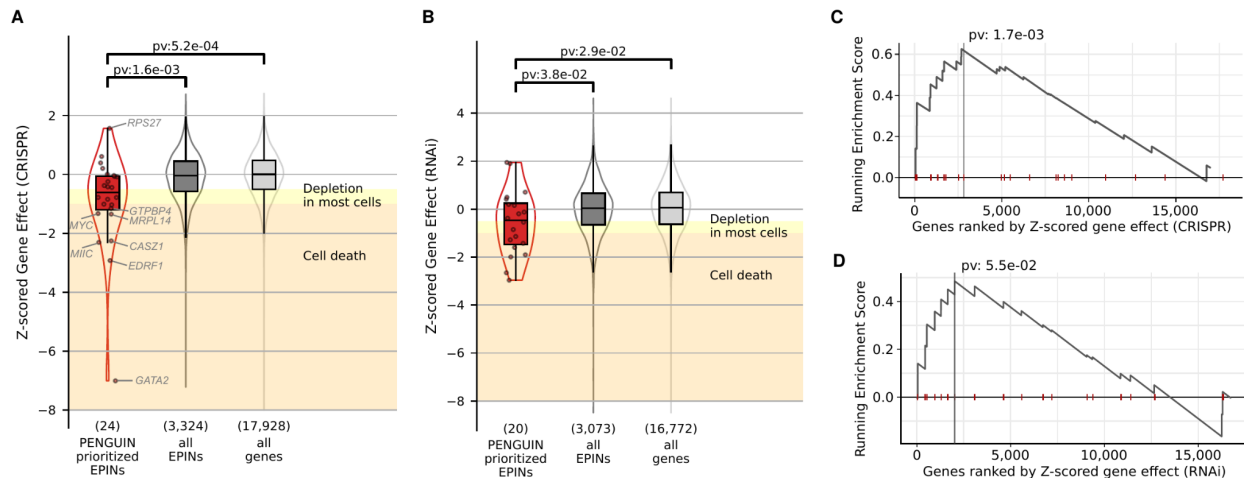 A
pv:5.2e-04
pv:1.6e-03
Z-scored Gene Effect (CRISPR)
2
0
−2
−4
−6
−8
RPS27
GTPBP4
MRPL14
MYC
MIIC
CASZ1
EDRF1
GATA2
Depletion
in most cells
Cell death
(24)
PENGUIN
prioritized
EPINs
(3,324)
all
EPINs
(17,928)
all
genes
B
pv:2.9e-02
pv:3.8e-02
Z-scored Gene Effect (RNAi)
4
2
0
−2
−4
−6
−8
Depletion
in most cells
Cell death
(20)
PENGUIN
prioritized
EPINs
(3,073)
all
EPINs
(16,772)
all
genes
C
pv: 1.7e-03
Running Enrichment Score
0.6
0.4
0.2
0.0
0
5,000
10,000
15,000
Genes ranked by Z-scored gene effect (CRISPR)
D
pv: 5.5e-02
Running Enrichment Score
0.4
0.2
0.0
0
5,000
10,000
15,000
Genes ranked by Z-scored gene effect (RNAi)